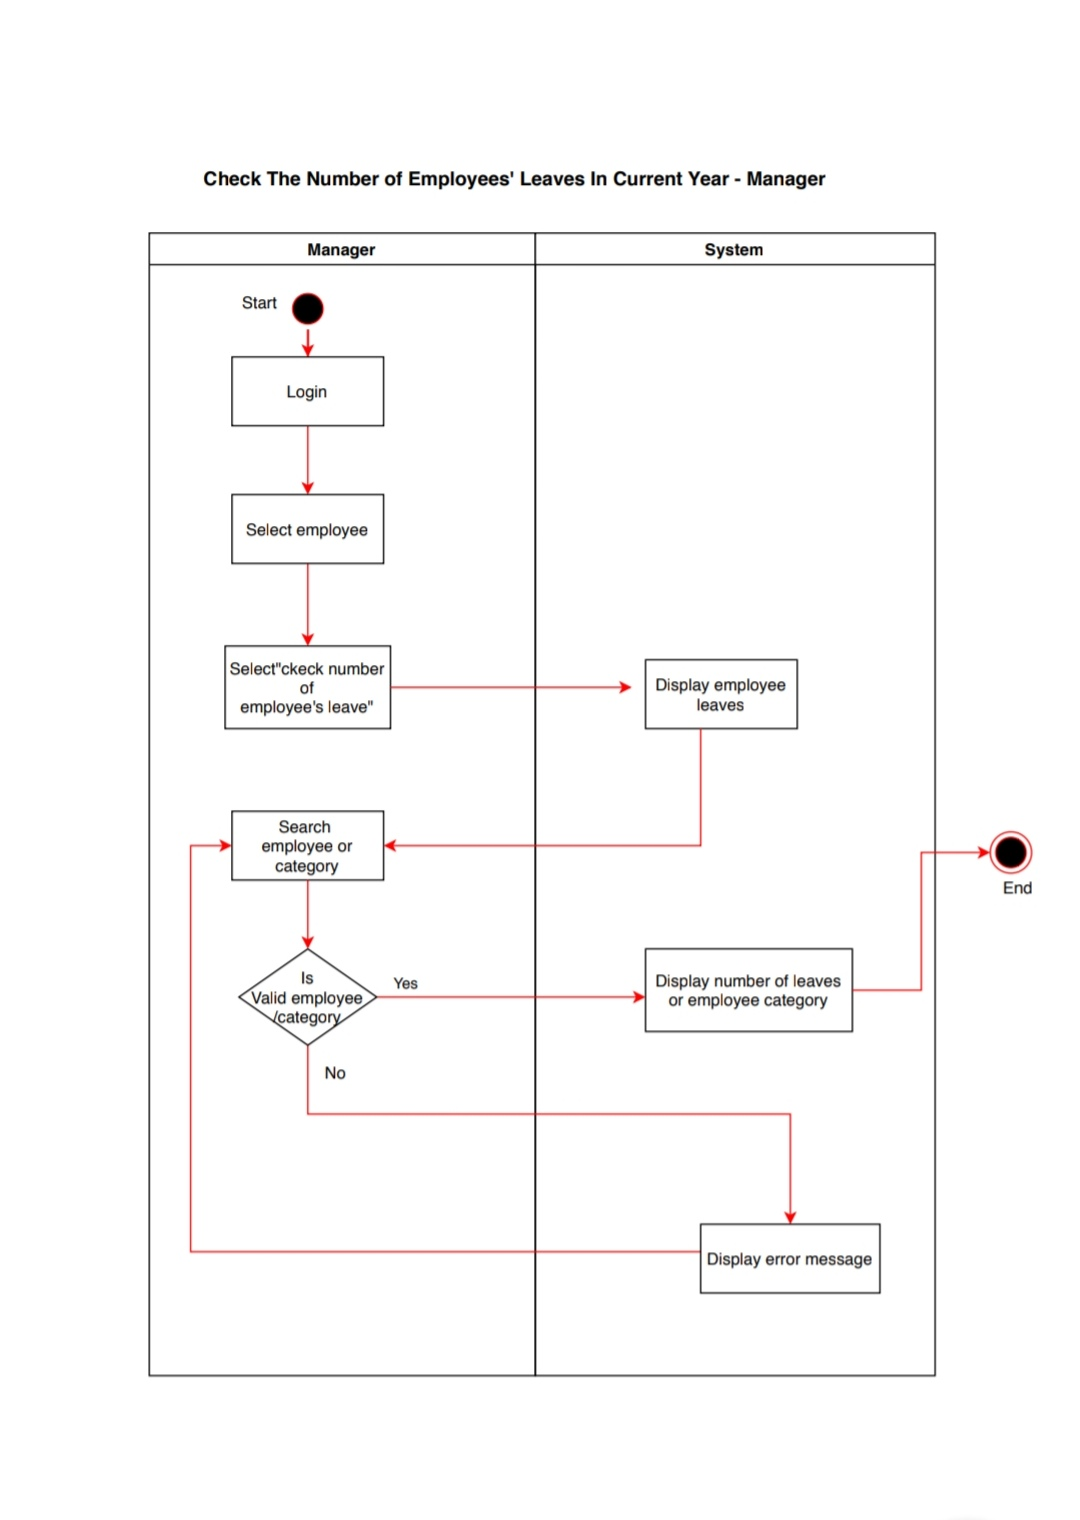 Check The Number of Employees' Leaves In Current Year - Manager
Manager
System
Start
Login
Select employee
Select"ckeck number
of
employee's leave"
Display employee
leaves
Search
employee or
category
End
Is
Valid employee
/category
Yes
Display number of leaves
or employee category
No
Display error message